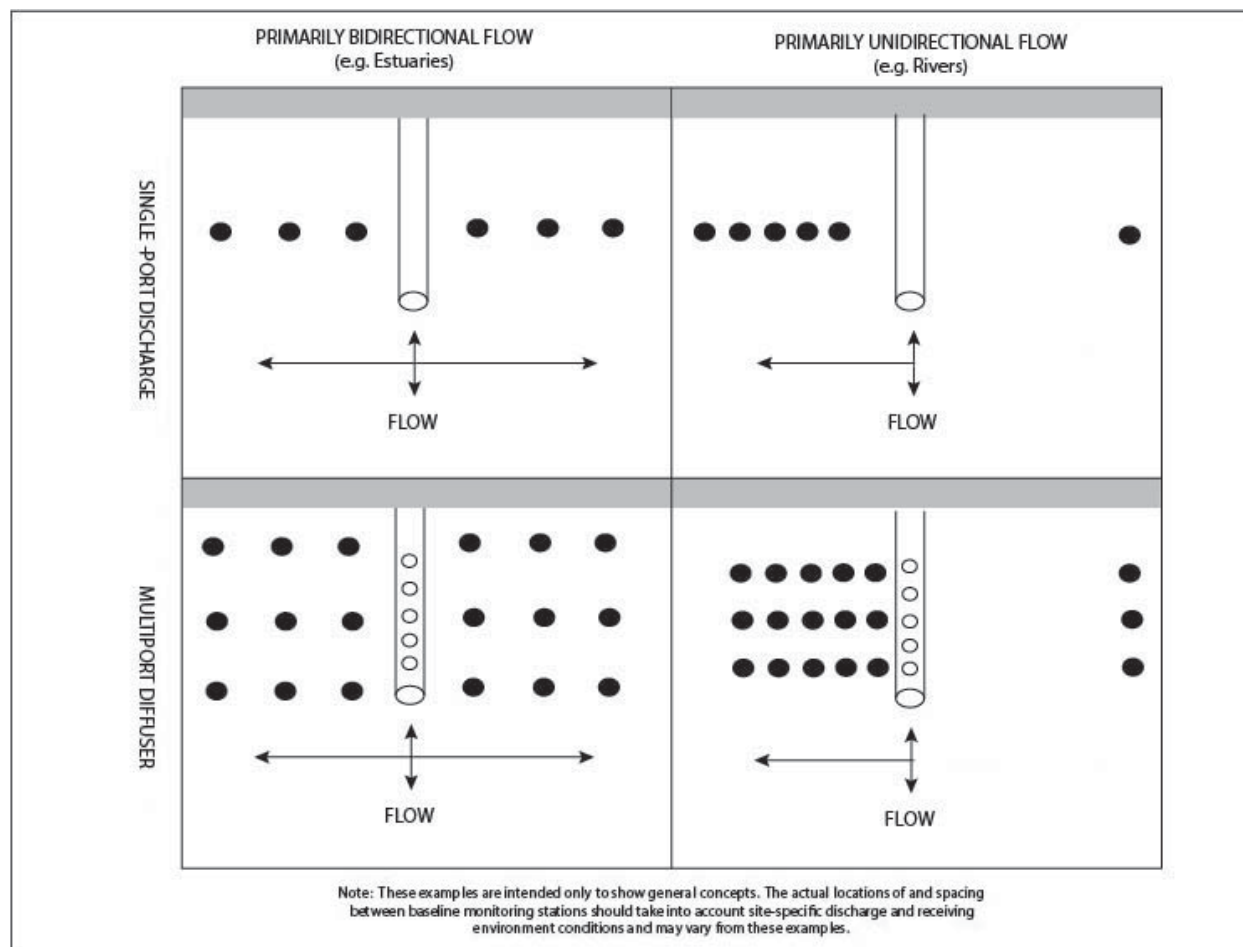 PRIMARILY BIDIRECTIONAL FLOW
(e.g. Estuaries)
PRIMARILY UNIDIRECTIONAL FLOW
(e.g. Rivers)
SINGLE -PORT DISCHARGE
FLOW
FLOW
MULTIPORT DIFFUSER
FLOW
FLOW
Note: These examples are intended only to show general concepts. The actual locations of and spacing
between baseline monitoring stations should take into account site-specific discharge and receiving
environment conditions and may vary from these examples.